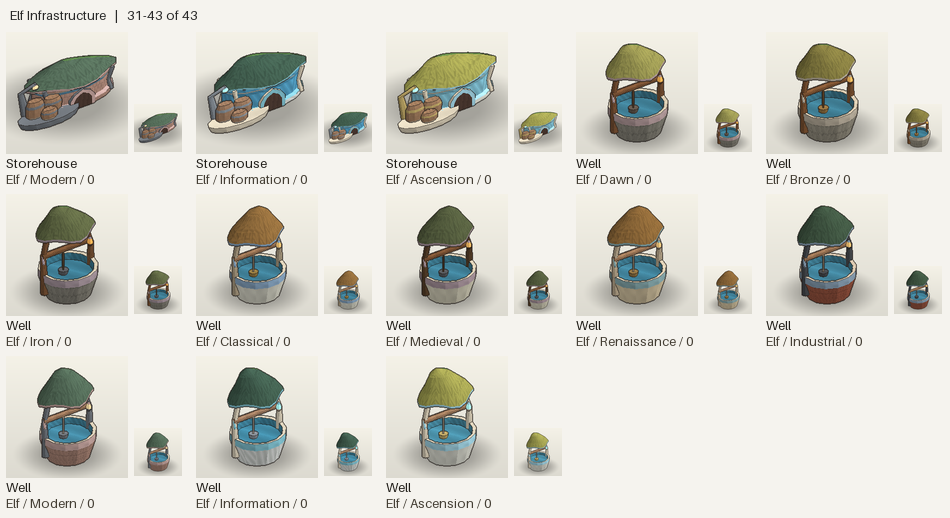 Elf Infrastructure | 31-43 of 43
Storehouse
Elf / Modern / 0
Storehouse
Elf / Information / 0
Storehouse
Elf / Ascension / 0
Well
Elf / Dawn / 0
Well
Elf / Bronze / 0
Well
Elf / Iron / 0
Well
Elf / Classical / 0
Well
Elf / Medieval / 0
Well
Elf / Renaissance / 0
Well
Elf / Industrial / 0
Well
Elf / Modern / 0
Well
Elf / Information / 0
Well
Elf / Ascension / 0